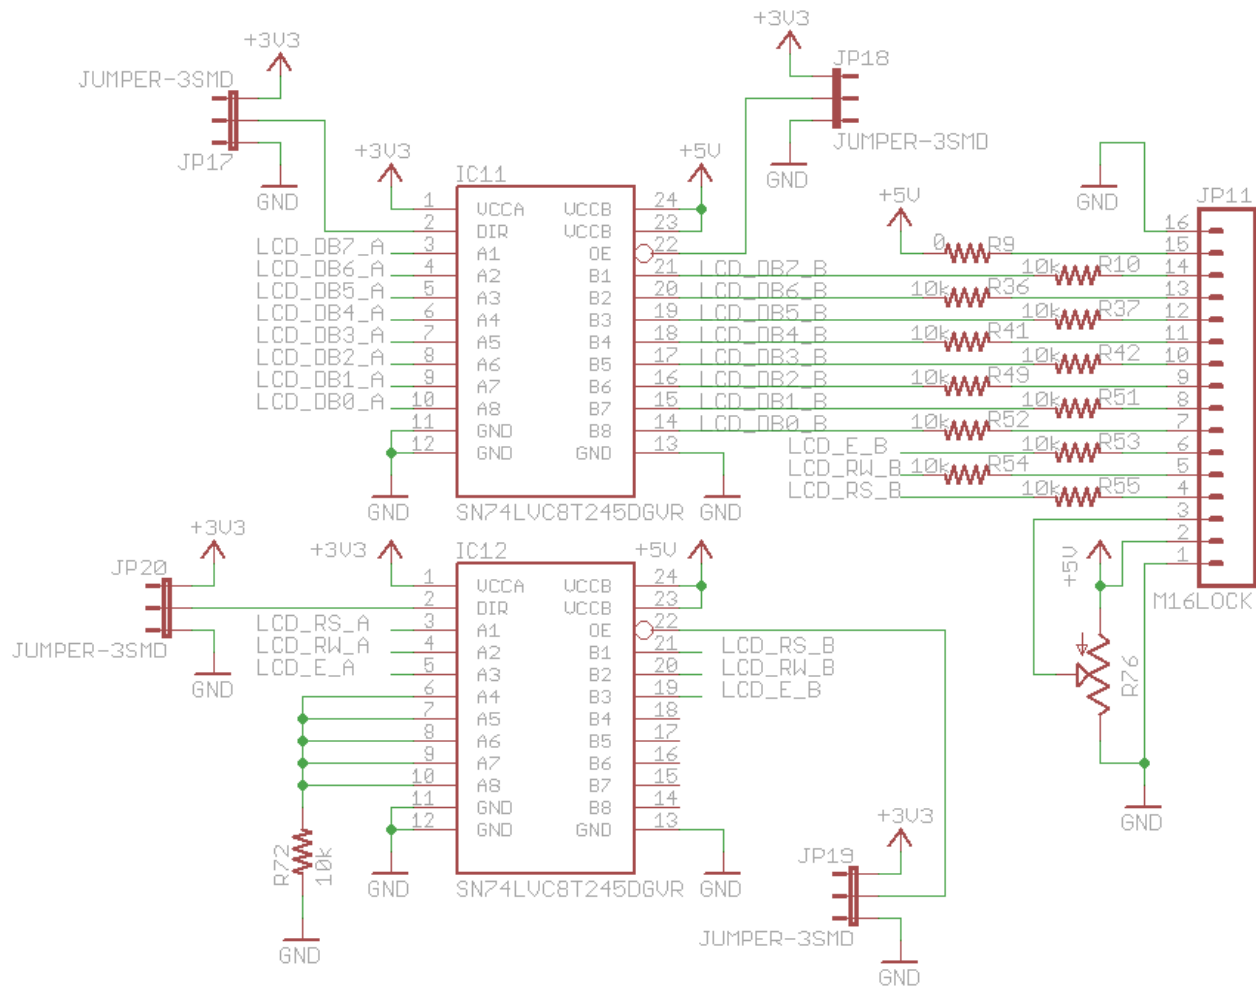 +3V3
JUMPER-3SMD
JP17
GND
+3V3
JP18
JUMPER-3SMD
GND
+3V3
IC11
+5V
1 VCCA VCCB 24
2 DIR VCCB 23
LCD_DB7_A 3 A1 OE 22
LCD_DB6_A 4 A2 B1 21 LCD_DB7_B
LCD_DB5_A 5 A3 B2 20 LCD_DB6_B
LCD_DB4_A 6 A4 B3 19 LCD_DB5_B
LCD_DB3_A 7 A5 B4 18 LCD_DB4_B
LCD_DB2_A 8 A6 B5 17 LCD_DB3_B
LCD_DB1_A 9 A7 B6 16 LCD_DB2_B
LCD_DB0_A 10 A8 B7 15 LCD_DB1_B
11 GND B8 14 LCD_DB0_B
12 GND GND 13
GND
SN74LVC8T245DGVR
GND
GND
JP11
+5V
16
0 R9 15
10k R10 14
10k R36 13
10k R37 12
10k R41 11
10k R42 10
10k R49 9
10k R51 8
10k R52 7
LCD_E_B 10k R53 6
LCD_RW_B 10k R54 5
LCD_RS_B 10k R55 4
3
2
1
M16LOCK
+5V
R76
GND
+3V3
JP20
JUMPER-3SMD
GND
+3V3
IC12
+5V
1 VCCA VCCB 24
2 DIR VCCB 23
LCD_RS_A 3 A1 OE 22
LCD_RW_A 4 A2 B1 21 LCD_RS_B
LCD_E_A 5 A3 B2 20 LCD_RW_B
6 A4 B3 19 LCD_E_B
7 A5 B4 18
8 A6 B5 17
9 A7 B6 16
10 A8 B7 15
11 GND B8 14
12 GND GND 13
R72
10k
GND
GND
SN74LVC8T245DGVR
GND
+3V3
JP19
JUMPER-3SMD
GND